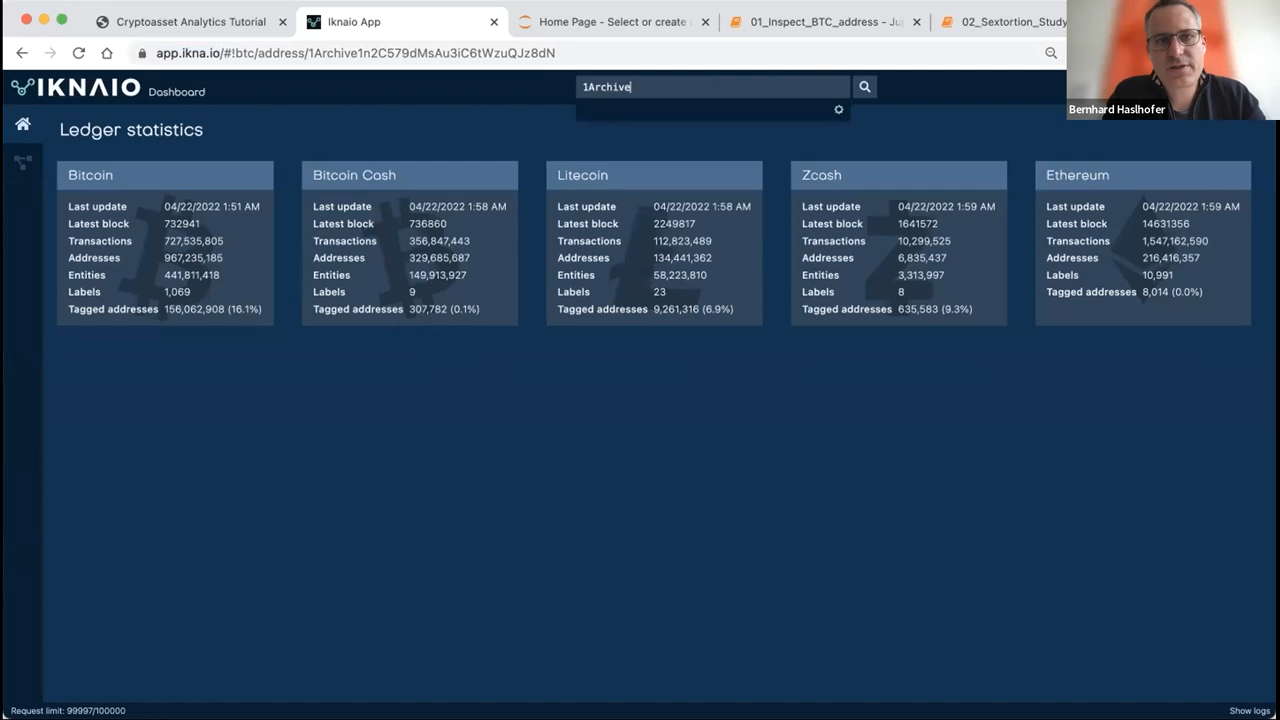 Cryptoasset Analytics Tutorial
Iknaio App
Home Page - Select or create
01_Inspect_BTC_address - Ju
02_Sextortion_Study
app.ikna.io/#!btc/address/1Archive1n2C579dMsAu3iC6tWzuQJz8dN
IKNAIO Dashboard
1Archive
Bernhard Haslhofer
Ledger statistics
Bitcoin
Last update 04/22/2022 1:51 AM
Latest block 732941
Transactions 727,535,805
Addresses 967,235,185
Entities 441,811,418
Labels 1,069
Tagged addresses 156,062,908 (16.1%)
Bitcoin Cash
Last update 04/22/2022 1:58 AM
Latest block 736860
Transactions 356,847,443
Addresses 329,685,687
Entities 149,913,927
Labels 9
Tagged addresses 307,782 (0.1%)
Litecoin
Last update 04/22/2022 1:58 AM
Latest block 2249817
Transactions 112,823,489
Addresses 134,441,362
Entities 58,223,810
Labels 23
Tagged addresses 9,261,316 (6.9%)
Zcash
Last update 04/22/2022 1:59 AM
Latest block 1641572
Transactions 10,299,525
Addresses 6,835,437
Entities 3,313,997
Labels 8
Tagged addresses 635,583 (9.3%)
Ethereum
Last update 04/22/2022 1:59 AM
Latest block 14631356
Transactions 1,547,162,590
Addresses 216,416,357
Labels 10,991
Tagged addresses 8,014 (0.0%)
Request limit: 99997/100000
Show logs